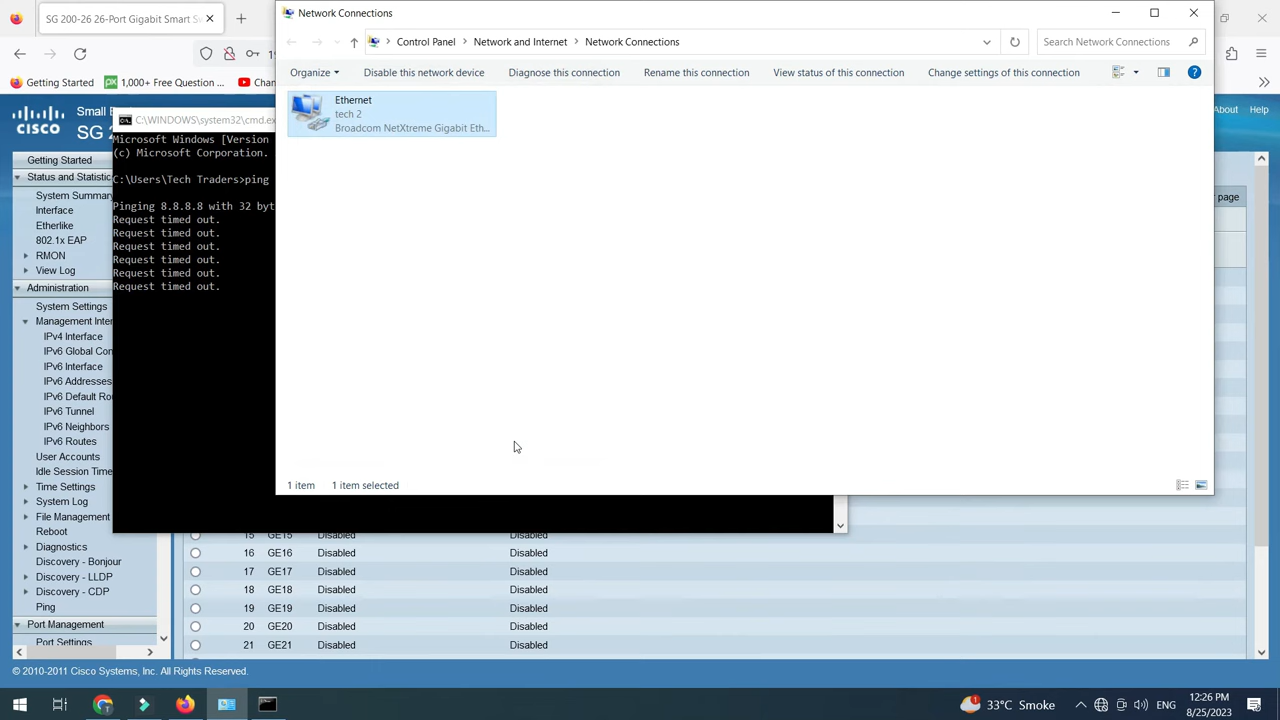 SG 200-26 26-Port Gigabit Smart Sw
Network Connections
Control Panel > Network and Internet > Network Connections
Search Network Connections
Getting Started
1,000+ Free Question ...
Organize
Disable this network device
Diagnose this connection
Rename this connection
View status of this connection
Change settings of this connection
Ethernet
tech 2
Broadcom NetXtreme Gigabit Eth...
1 item
1 item selected
CISCO
SG
About
Help
page
C:\WINDOWS\system32\cmd.ex
Microsoft Windows [Version
(c) Microsoft Corporation.
C:\Users\Tech Traders>ping
Pinging 8.8.8.8 with 32 byt
Request timed out.
Request timed out.
Request timed out.
Request timed out.
Request timed out.
Request timed out.
Getting Started
Status and Statistic
System Summary
Interface
Etherlike
802.1x EAP
RMON
View Log
Administration
System Settings
Management Inter
IPv4 Interface
IPv6 Global Con
IPv6 Interface
IPv6 Addresses
IPv6 Default Ro
IPv6 Tunnel
IPv6 Neighbors
IPv6 Routes
User Accounts
Idle Session Time
Time Settings
System Log
File Management
Reboot
Diagnostics
Discovery - Bonjour
Discovery - LLDP
Discovery - CDP
Ping
Port Management
Port Settings
15 GE15 Disabled Disabled
16 GE16 Disabled Disabled
17 GE17 Disabled Disabled
18 GE18 Disabled Disabled
19 GE19 Disabled Disabled
20 GE20 Disabled Disabled
21 GE21 Disabled Disabled
© 2010-2011 Cisco Systems, Inc. All Rights Reserved.
1
33°C Smoke
ENG
12:26 PM
8/25/2023